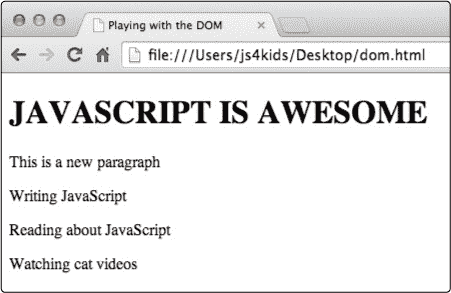 Playing with the DOM
file:///Users/js4kids/Desktop/dom.html
JAVASCRIPT IS AWESOME
This is a new paragraph
Writing JavaScript
Reading about JavaScript
Watching cat videos